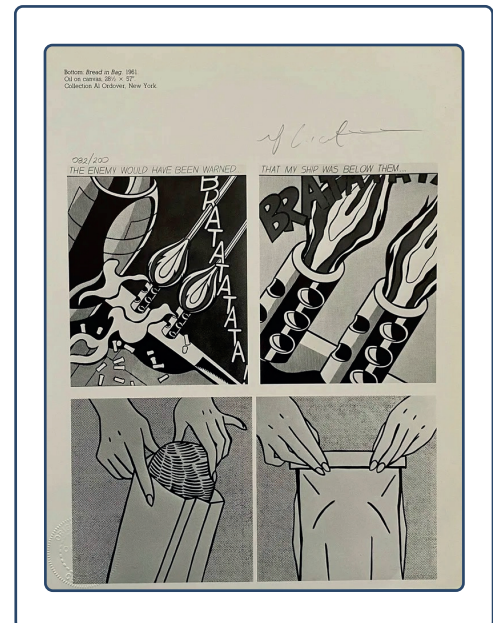 Bottom: Bread in Bag. 1961.
Oil on canvas, 28½ × 57".
Collection Al Ordover, New York.
082/200
THE ENEMY WOULD HAVE BEEN WARNED...
THAT MY SHIP WAS BELOW THEM...
BRATATATATA
BRATATATA